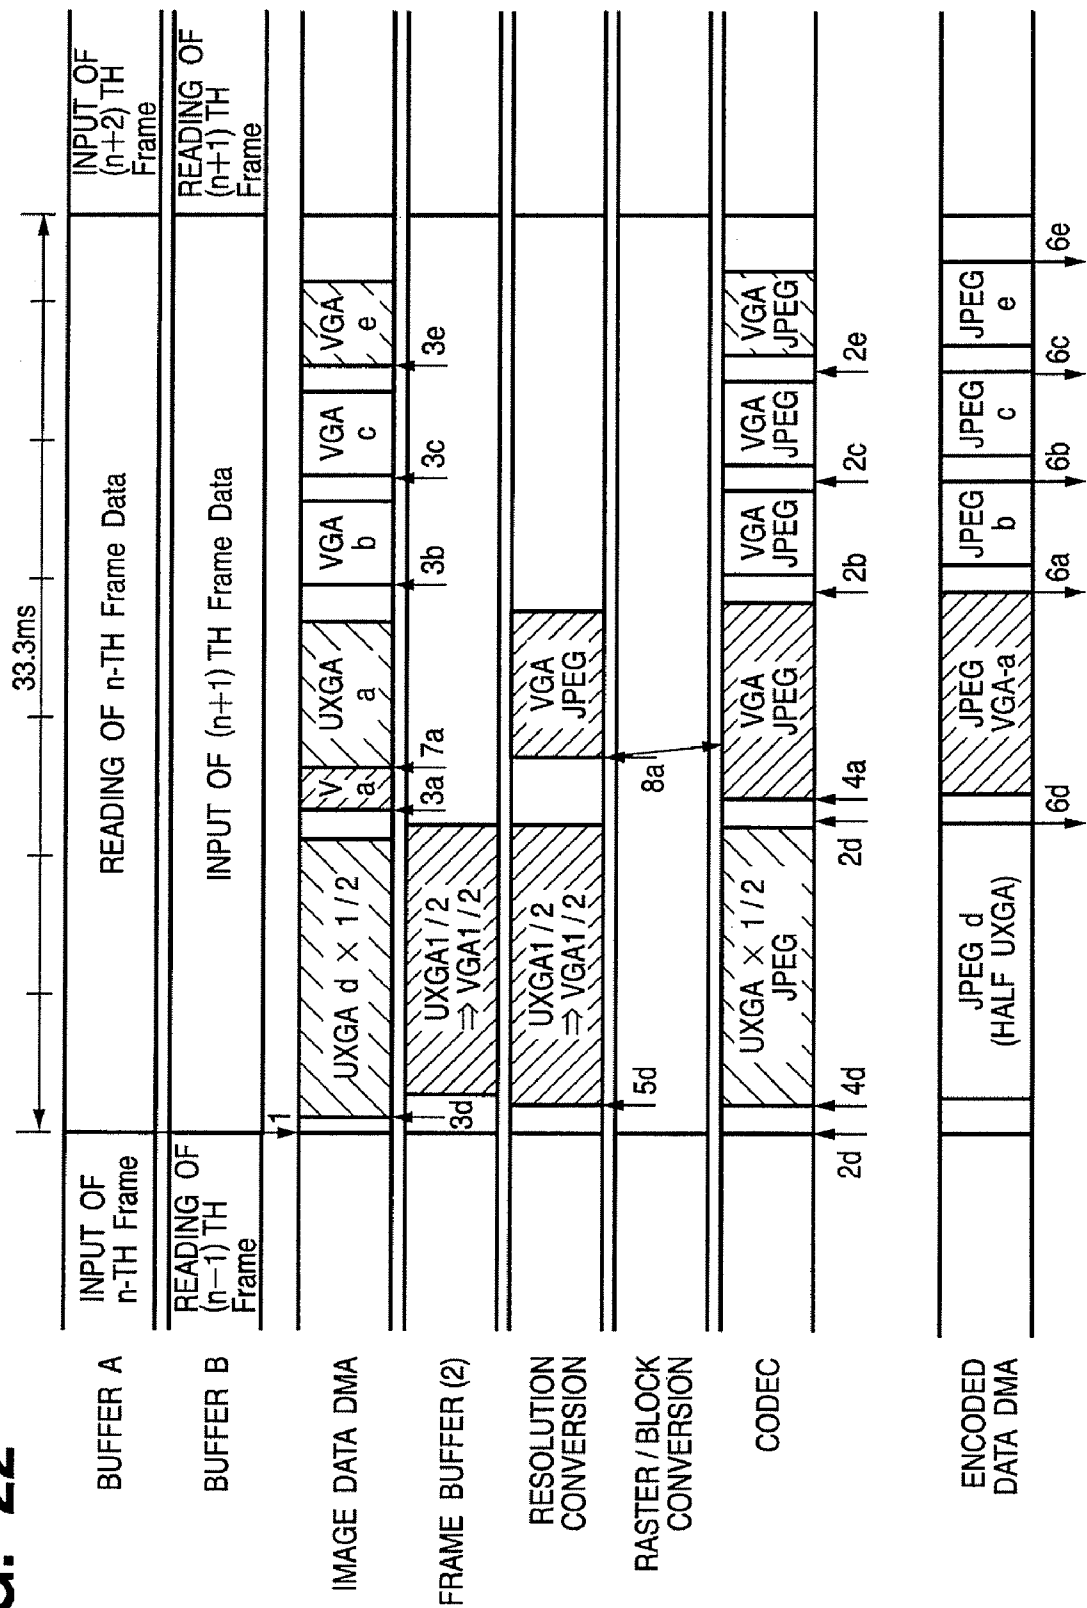 G. 22
33.3ms
BUFFER A
INPUT OF
n-TH Frame
READING OF n-TH Frame Data
INPUT OF
(n+2) TH
Frame
BUFFER B
READING OF
(n−1) TH
Frame
INPUT OF (n+1) TH Frame Data
READING OF
(n+1) TH
Frame
1
IMAGE DATA DMA
UXGA d × 1/2
V
a
UXGA
a
VGA
b
VGA
c
VGA
e
3d
3a
7a
3b
3c
3e
FRAME BUFFER (2)
UXGA1/2
⇒ VGA1/2
RESOLUTION
CONVERSION
UXGA1/2
⇒ VGA1/2
VGA
JPEG
5d
8a
RASTER/BLOCK
CONVERSION
CODEC
UXGA × 1/2
JPEG
VGA
JPEG
VGA
JPEG
VGA
JPEG
VGA
JPEG
2d
4d
2d
4a
2b
2c
2e
ENCODED
DATA DMA
JPEG d
(HALF UXGA)
JPEG
VGA-a
JPEG
b
JPEG
c
JPEG
e
6d
6a
6b
6c
6e